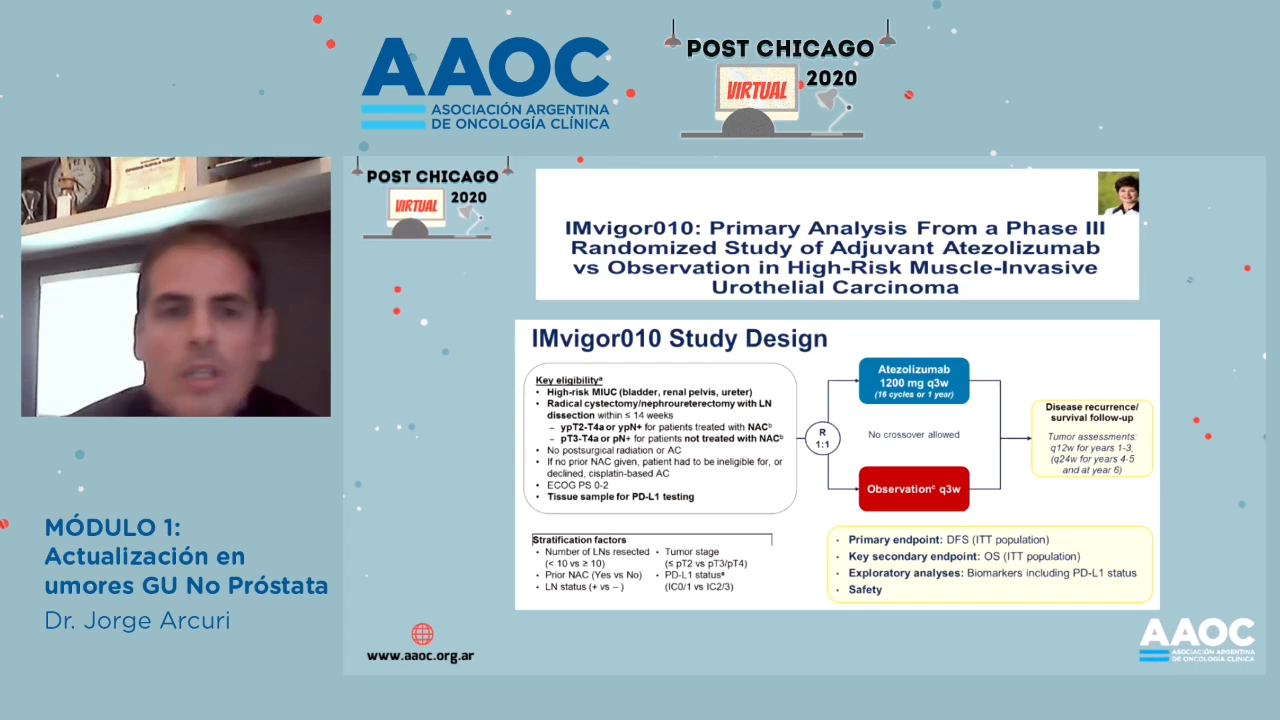 AAOC
ASOCIACIÓN ARGENTINA
DE ONCOLOGÍA CLÍNICA
POST CHICAGO
2020
VIRTUAL
POST CHICAGO
2020
VIRTUAL
IMvigor010: Primary Analysis From a Phase III
Randomized Study of Adjuvant Atezolizumab
vs Observation in High-Risk Muscle-Invasive
Urothelial Carcinoma
IMvigor010 Study Design
Key eligibilityᵃ
• High-risk MIUC (bladder, renal pelvis, ureter)
• Radical cystectomy/nephroureterectomy with LN
dissection within ≤ 14 weeks
– ypT2-T4a or ypN+ for patients treated with NACᵇ
– pT3-T4a or pN+ for patients not treated with NACᵇ
• No postsurgical radiation or AC
• If no prior NAC given, patient had to be ineligible for, or
declined, cisplatin-based AC
• ECOG PS 0-2
• Tissue sample for PD-L1 testing
R
1:1
Atezolizumab
1200 mg q3w
(16 cycles or 1 year)
No crossover allowed
Observationᶜ q3w
Disease recurrence/
survival follow-up
Tumor assessments:
q12w for years 1-3,
(q24w for years 4-5
and at year 6)
Stratification factors
• Number of LNs resected
(< 10 vs ≥ 10)
• Prior NAC (Yes vs No)
• LN status (+ vs – )
• Tumor stage
(≤ pT2 vs pT3/pT4)
• PD-L1 statusᵃ
(IC0/1 vs IC2/3)
• Primary endpoint: DFS (ITT population)
• Key secondary endpoint: OS (ITT population)
• Exploratory analyses: Biomarkers including PD-L1 status
• Safety
MÓDULO 1:
Actualización en
umores GU No Próstata
Dr. Jorge Arcuri
www.aaoc.org.ar
AAOC
ASOCIACIÓN ARGENTINA
DE ONCOLOGÍA CLÍNICA